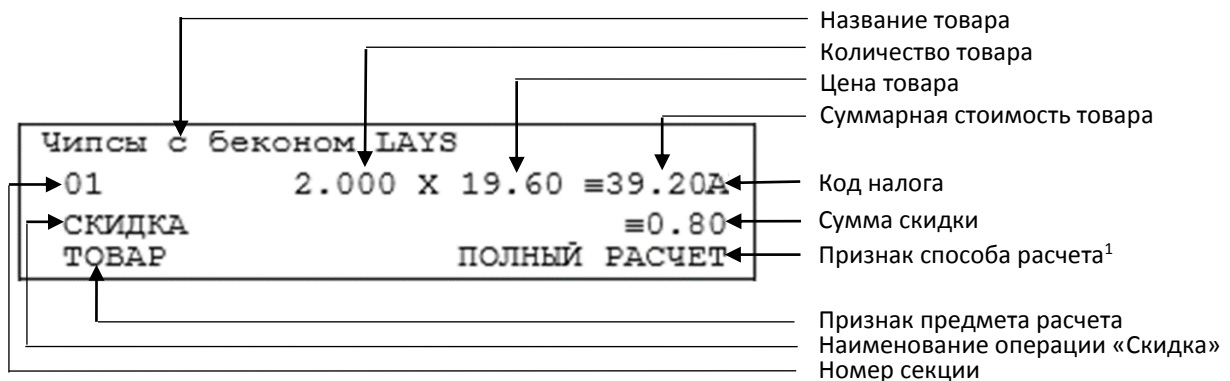 Название товара
Количество товара
Цена товара
Суммарная стоимость товара
Чипсы с беконом LAYS
01 2.000 X 19.60 ≡39.20А
Код налога
СКИДКА ≡0.80
Сумма скидки
ТОВАР ПОЛНЫЙ РАСЧЕТ
Признак способа расчета¹
Признак предмета расчета
Наименование операции «Скидка»
Номер секции